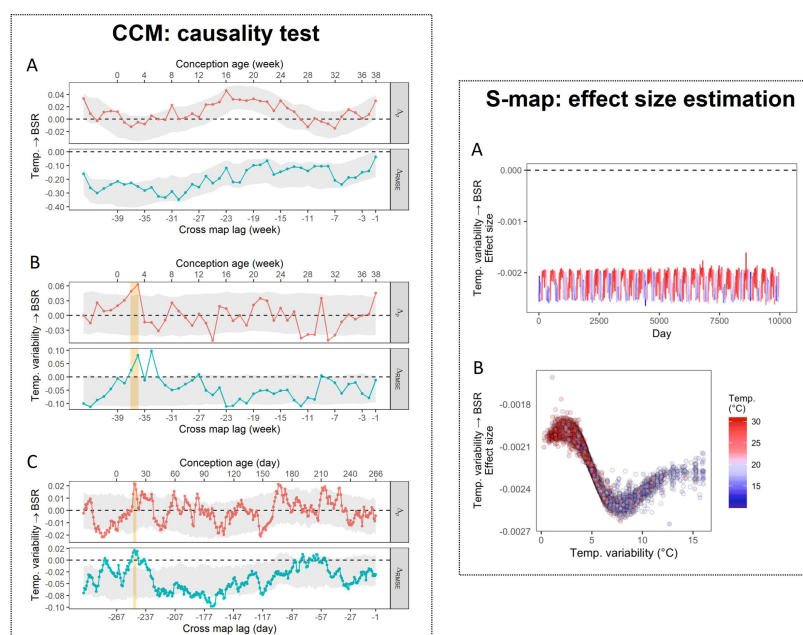 CCM: causality test
A
Conception age (week)
0 4 8 12 16 20 24 28 32 36 38
Temp. → BSR
0.04
0.02
0.00
-0.02
Δρ
0.00
-0.10
-0.20
-0.30
-0.40
ΔRMSE
-39 -35 -31 -27 -23 -19 -15 -11 -7 -3 -1
Cross map lag (week)
B
Conception age (week)
0 4 8 12 16 20 24 28 32 36 38
Temp. variability → BSR
0.06
0.03
0.00
-0.03
-0.05
Δρ
0.10
0.05
0.00
-0.05
-0.10
ΔRMSE
-39 -35 -31 -27 -23 -19 -15 -11 -7 -3 -1
Cross map lag (week)
C
Conception age (day)
0 30 60 90 120 150 180 210 240 266
Temp. variability → BSR
0.02
0.01
0.00
-0.01
-0.02
Δρ
0.02
0.00
-0.03
-0.05
-0.08
-0.10
ΔRMSE
-267 -237 -207 -177 -147 -117 -87 -57 -27 -1
Cross map lag (day)
S-map: effect size estimation
A
Temp. variability → BSR
Effect size
0.000
-0.001
-0.002
0 2500 5000 7500 10000
Day
B
Temp. variability → BSR
Effect size
-0.0018
-0.0021
-0.0024
-0.0027
0 5 10 15
Temp. variability (°C)
Temp.
(°C)
30
25
20
15